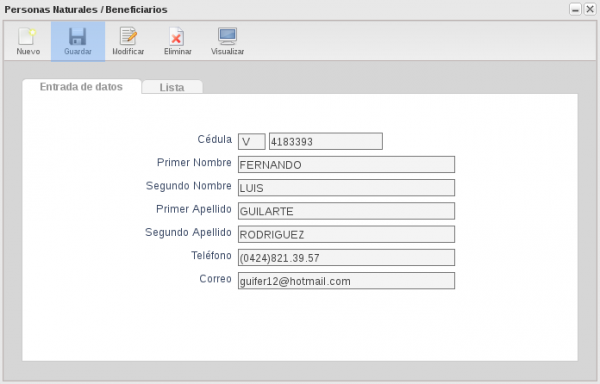 Personas Naturales / Beneficiarios
Nuevo Guardar Modificar Eliminar Visualizar
Entrada de datos Lista
Cédula V 4183393
Primer Nombre FERNANDO
Segundo Nombre LUIS
Primer Apellido GUILARTE
Segundo Apellido RODRIGUEZ
Teléfono (0424)821.39.57
Correo guifer12@hotmail.com